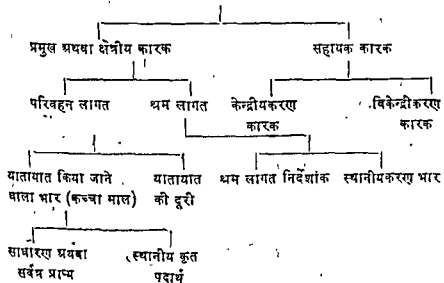 प्रमुख अथवा क्षेत्रीय कारक सहायक कारक
परिवहन लागत श्रम लागत केन्द्रीयकरण विकेन्द्रीकरण
कारक कारक
यातायात किया जाने यातायात श्रम लागत निर्देशांक स्थानीयकरण भार
वाला भार (कच्चा माल) की दूरी
साधारण अथवा स्थानीय कृत
सर्वत्र प्राप्य पदार्थ